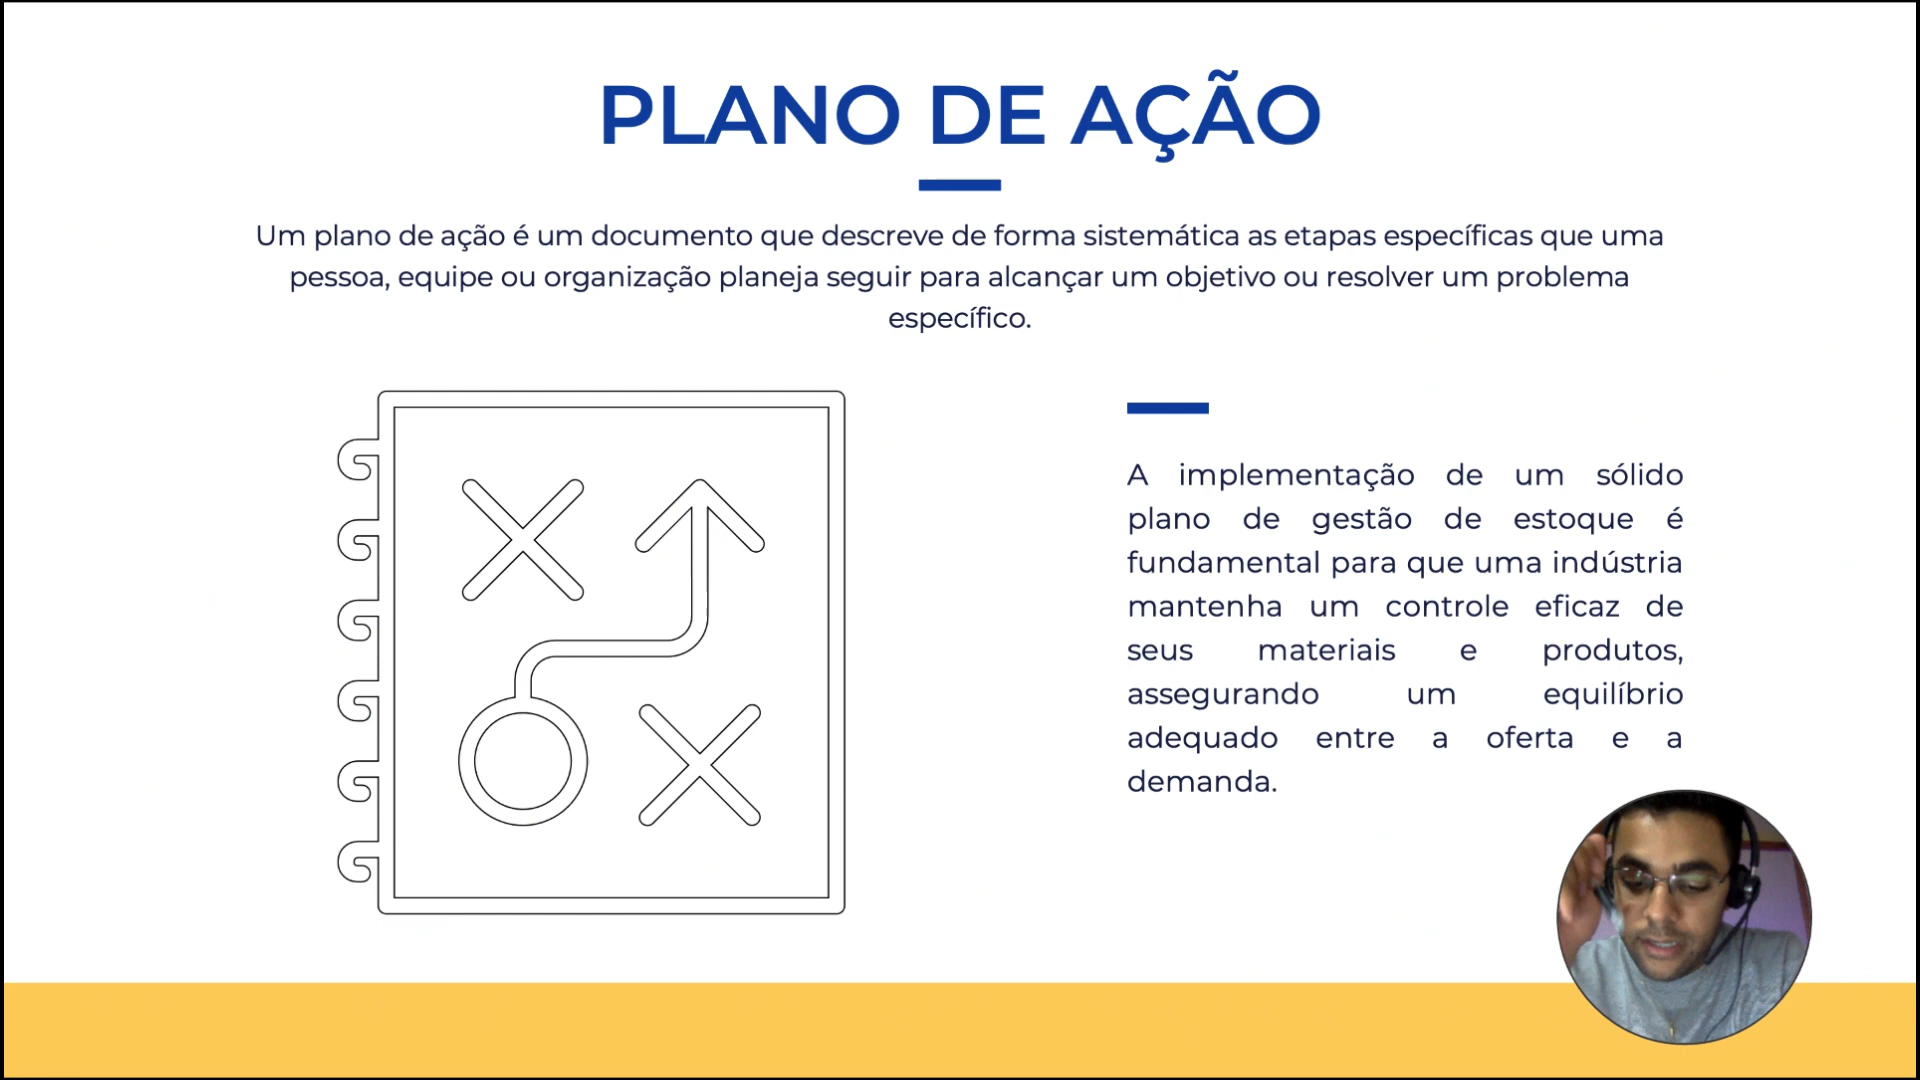 PLANO DE AÇÃO
Um plano de ação é um documento que descreve de forma sistemática as etapas específicas que uma
pessoa, equipe ou organização planeja seguir para alcançar um objetivo ou resolver um problema
específico.
A implementação de um sólido
plano de gestão de estoque é
fundamental para que uma indústria
mantenha um controle eficaz de
seus materiais e produtos,
assegurando um equilíbrio
adequado entre a oferta e a
demanda.